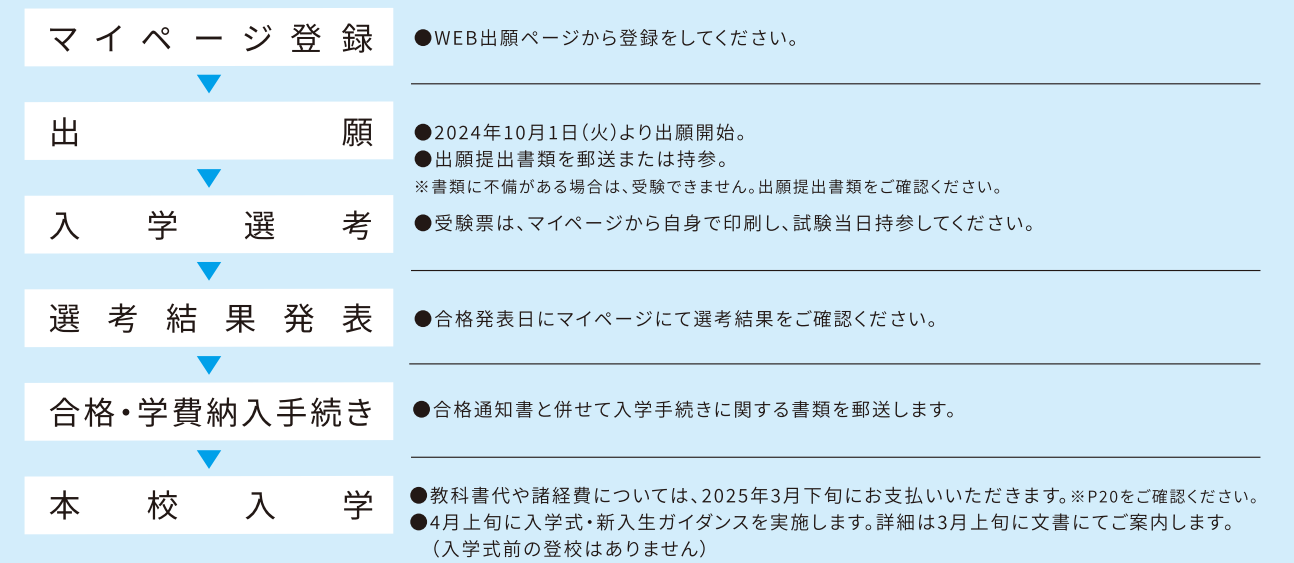 マイページ登録
●WEB出願ページから登録をしてください。
出願
●2024年10月1日(火)より出願開始。
●出願提出書類を郵送または持参。
※書類に不備がある場合は、受験できません。出願提出書類をご確認ください。
入学選考
●受験票は、マイページから自身で印刷し、試験当日持参してください。
選考結果発表
●合格発表日にマイページにて選考結果をご確認ください。
合格・学費納入手続き
●合格通知書と併せて入学手続きに関する書類を郵送します。
本校入学
●教科書代や諸経費については、2025年3月下旬にお支払いいただきます。※P20をご確認ください。
●4月上旬に入学式・新入生ガイダンスを実施します。詳細は3月上旬に文書にてご案内します。
(入学式前の登校はありません)